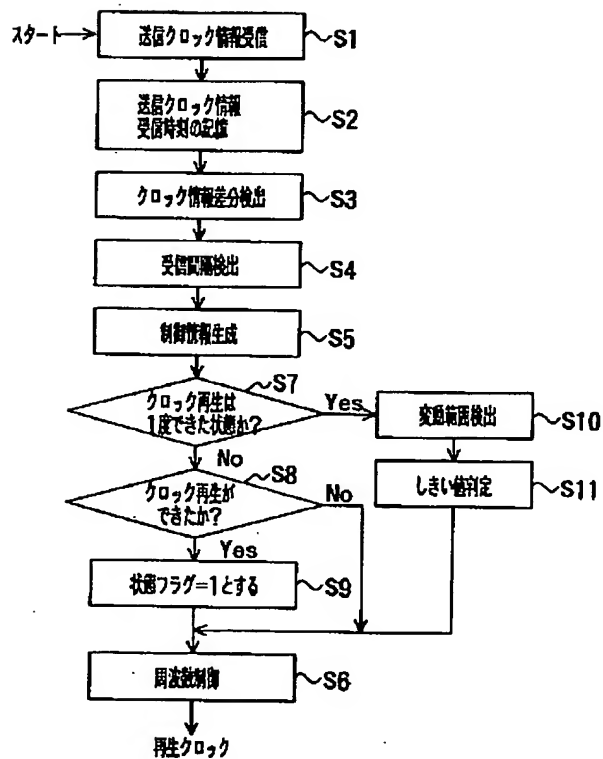 スタート
送信クロック情報受信
S1
送信クロック情報
受信時刻の記憶
S2
クロック情報差分検出
S3
受信間隔検出
S4
制御情報生成
S5
S7
クロック再生は
1度できた状態か?
Yes
変動範囲検出
S10
No
S8
クロック再生が
できたか?
No
しきい値判定
S11
Yes
状態フラグ=1とする
S9
周波数制御
S6
再生クロック